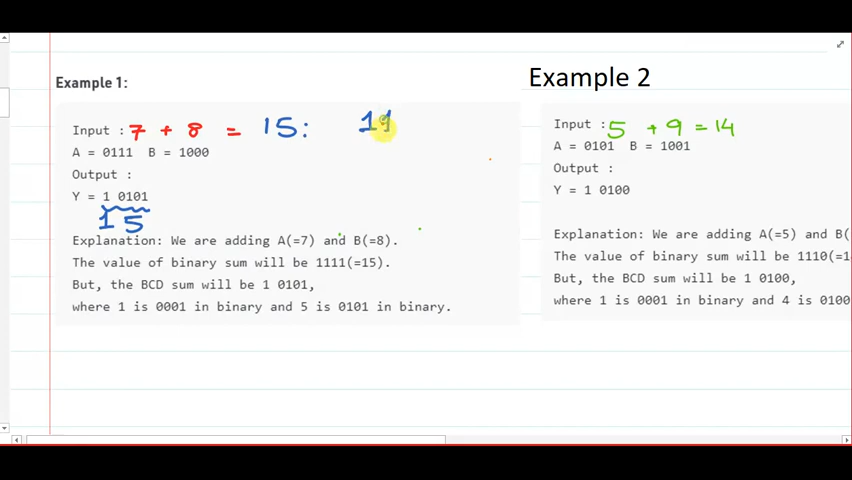 Example 1:
Input : 7 + 8 = 15:
A = 0111 B = 1000
Output :
Y = 1 0101
1 5
Explanation: We are adding A(=7) and B(=8).
The value of binary sum will be 1111(=15).
But, the BCD sum will be 1 0101,
where 1 is 0001 in binary and 5 is 0101 in binary.
Example 2
Input : 5 + 9 = 14
A = 0101 B = 1001
Output :
Y = 1 0100
Explanation: We are adding A(=5) and B(
The value of binary sum will be 1110(=1
But, the BCD sum will be 1 0100,
where 1 is 0001 in binary and 4 is 0100